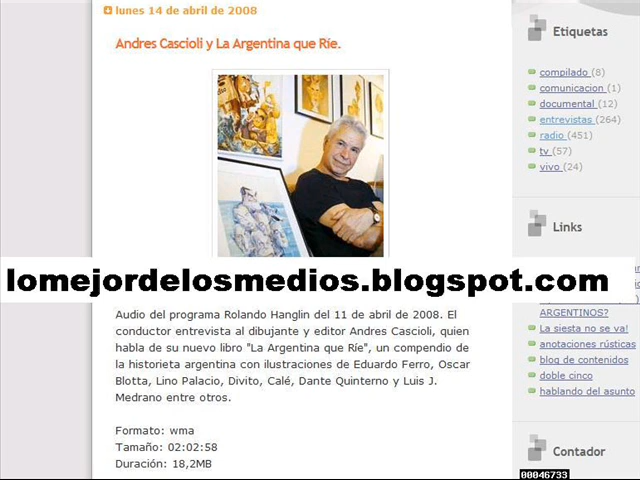 lunes 14 de abril de 2008
Andres Cascioli y La Argentina que Ríe.
lomejordelosmedios.blogspot.com
Audio del programa Rolando Hanglin del 11 de abril de 2008. El
conductor entrevista al dibujante y editor Andres Cascioli, quien
habla de su nuevo libro "La Argentina que Ríe", un compendio de
la historieta argentina con ilustraciones de Eduardo Ferro, Oscar
Blotta, Lino Palacio, Divito, Calé, Dante Quinterno y Luis J.
Medrano entre otros.
Formato: wma
Tamaño: 02:02:58
Duración: 18,2MB
Etiquetas
compilado (8)
comunicacion (1)
documental (12)
entrevistas (264)
radio (451)
tv (57)
vivo (24)
Links
ARGENTINOS?
La siesta no se va!
anotaciones rústicas
blog de contenidos
doble cinco
hablando del asunto
Contador
00046733